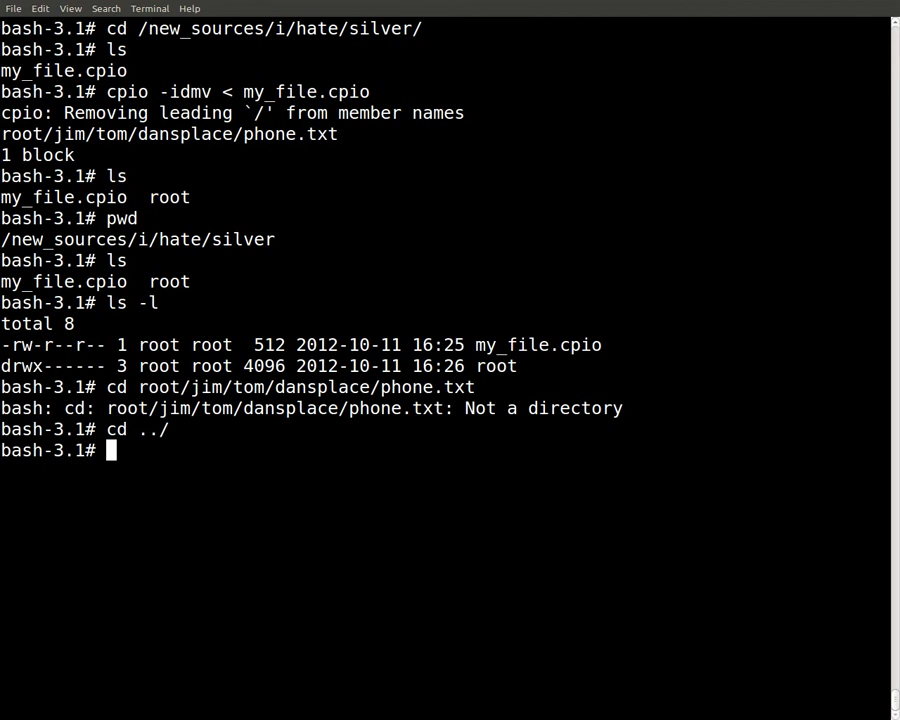 File Edit View Search Terminal Help
bash-3.1# cd /new_sources/i/hate/silver/
bash-3.1# ls
my_file.cpio
bash-3.1# cpio -idmv < my_file.cpio
cpio: Removing leading `/' from member names
root/jim/tom/dansplace/phone.txt
1 block
bash-3.1# ls
my_file.cpio  root
bash-3.1# pwd
/new_sources/i/hate/silver
bash-3.1# ls
my_file.cpio  root
bash-3.1# ls -l
total 8
-rw-r--r-- 1 root root  512 2012-10-11 16:25 my_file.cpio
drwx------ 3 root root 4096 2012-10-11 16:26 root
bash-3.1# cd root/jim/tom/dansplace/phone.txt
bash: cd: root/jim/tom/dansplace/phone.txt: Not a directory
bash-3.1# cd ../
bash-3.1#